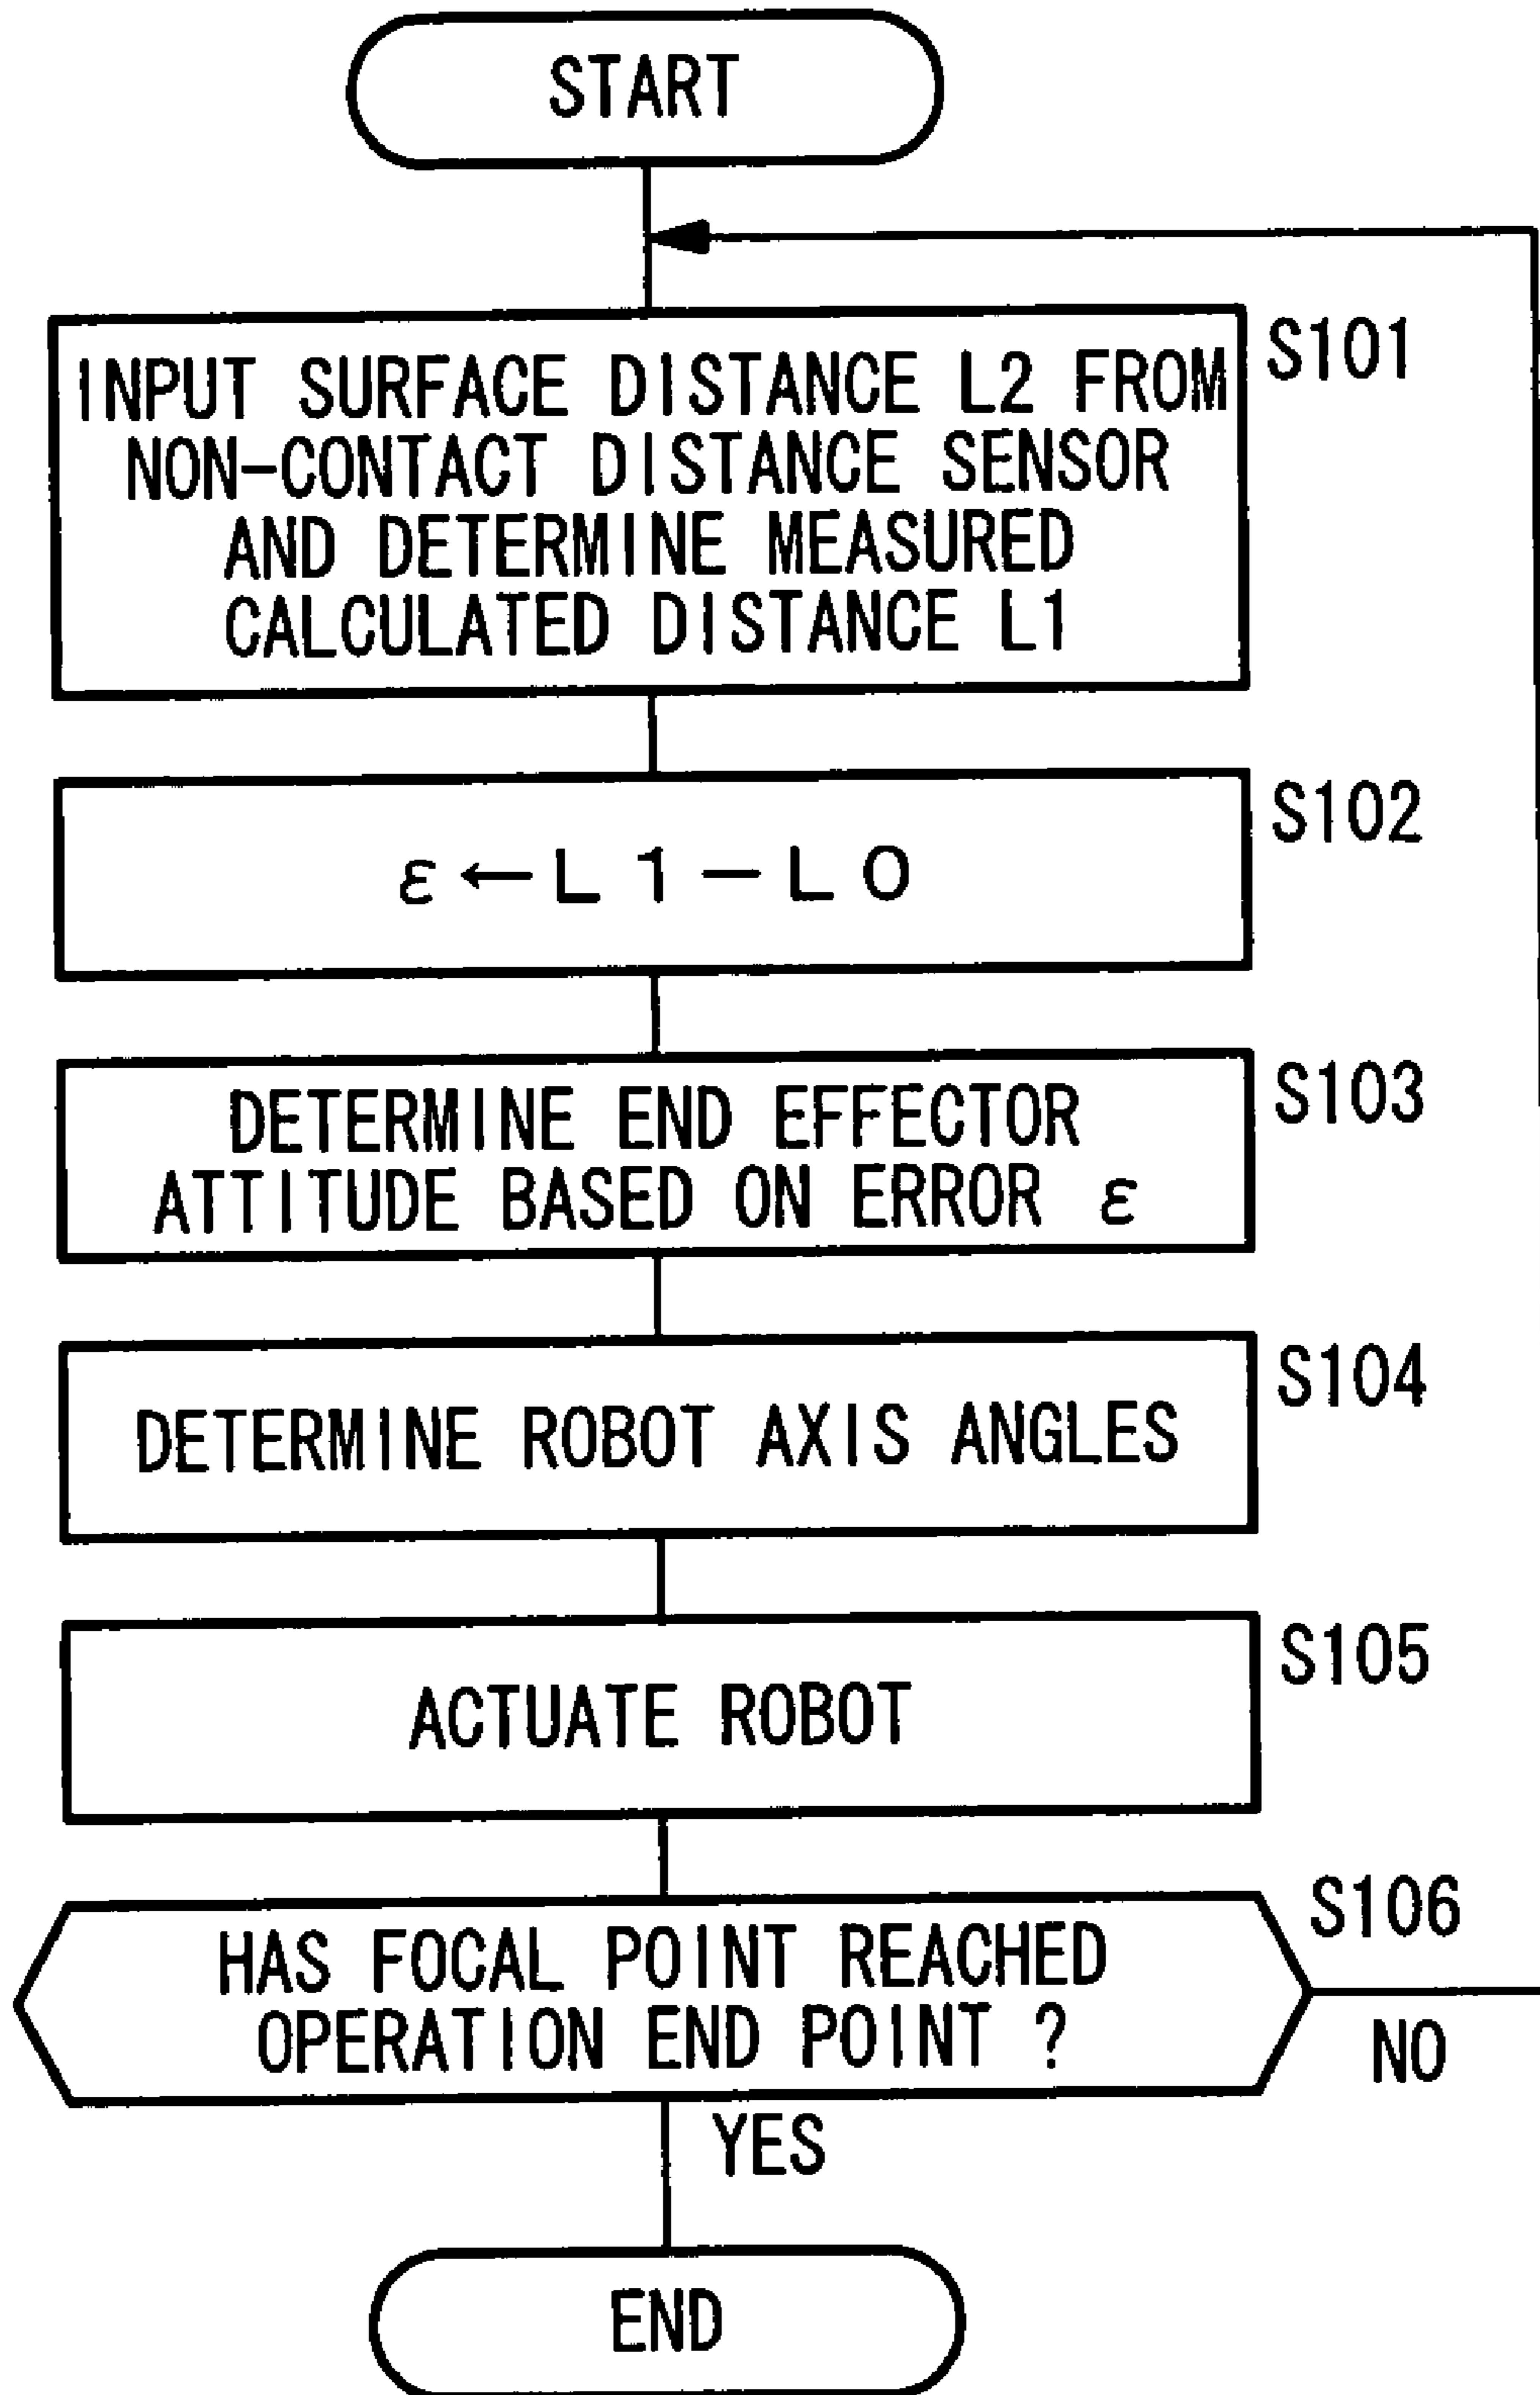 START
S101
INPUT SURFACE DISTANCE L2 FROM
NON-CONTACT DISTANCE SENSOR
AND DETERMINE MEASURED
CALCULATED DISTANCE L1
S102
ε←L1-L0
S103
DETERMINE END EFFECTOR
ATTITUDE BASED ON ERROR ε
S104
DETERMINE ROBOT AXIS ANGLES
S105
ACTUATE ROBOT
S106
HAS FOCAL POINT REACHED
OPERATION END POINT ?
NO
YES
END